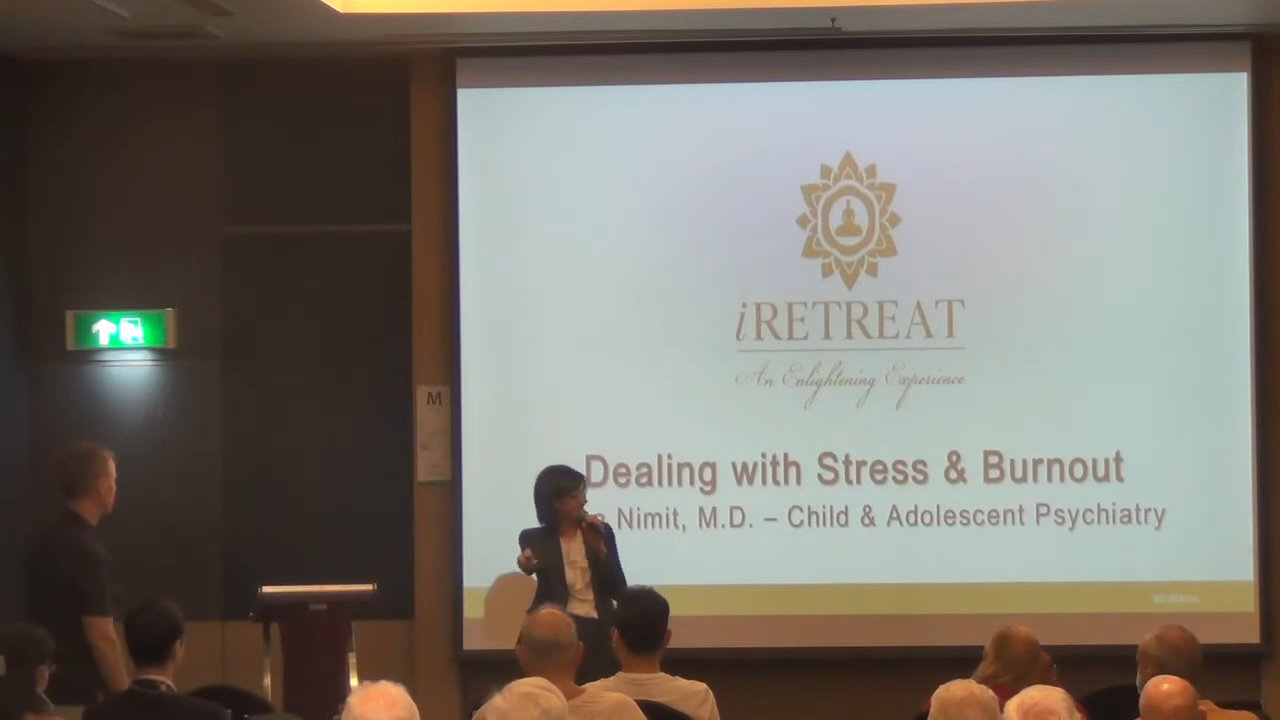 iRETREAT
An Enlightening Experience
M
Dealing with Stress & Burnout
Nimit, M.D. – Child & Adolescent Psychiatry